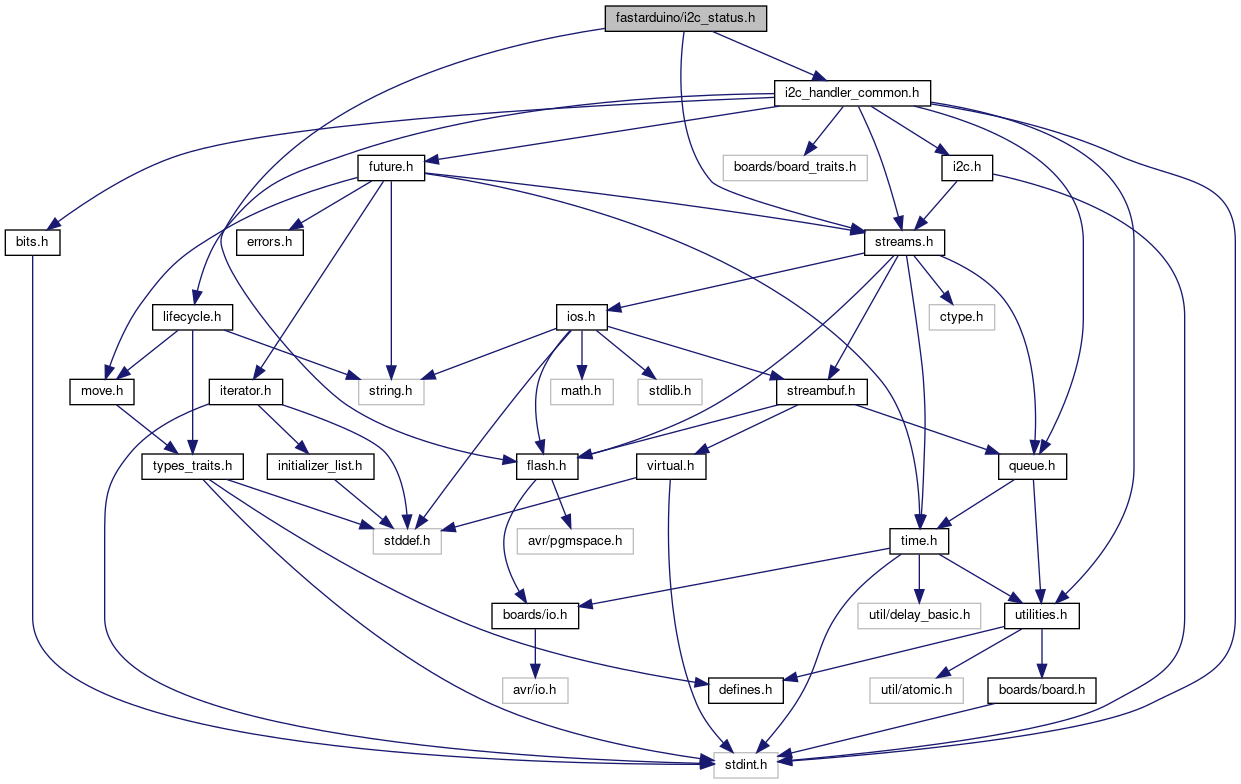 fastarduino/i2c_status.h
i2c_handler_common.h
future.h
boards/board_traits.h
i2c.h
bits.h
errors.h
streams.h
lifecycle.h
ios.h
ctype.h
move.h
iterator.h
string.h
math.h
stdlib.h
streambuf.h
types_traits.h
initializer_list.h
flash.h
virtual.h
queue.h
stddef.h
avr/pgmspace.h
time.h
boards/io.h
util/delay_basic.h
utilities.h
avr/io.h
defines.h
util/atomic.h
boards/board.h
stdint.h